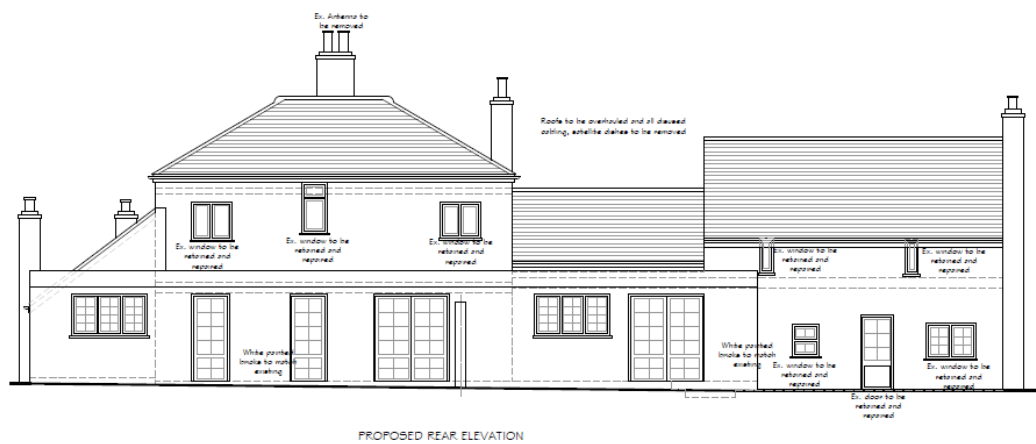 Ex. Antenna to
be removed
Roofs to be overhauled and all disused
cabling, satellite dishes to be removed
Ex. window to be
retained and
repaired
Ex. window to be
retained and
repaired
Ex. window to be
retained and
repaired
Ex. window to be
retained and
repaired
Ex. window to be
retained and
repaired
White painted
bricks to match
existing
White painted
bricks to match
existing
Ex. window to be
retained and
repaired
Ex. window to be
retained and
repaired
Ex. door to be
retained and
repaired
PROPOSED REAR ELEVATION